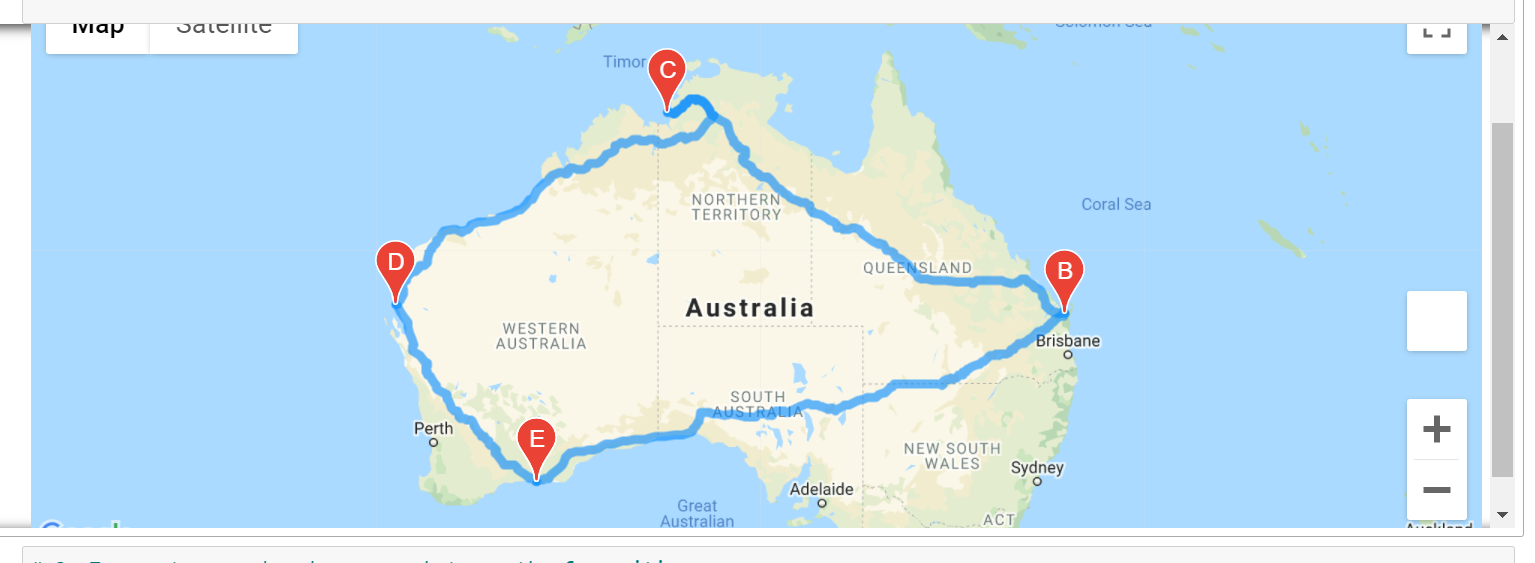 Map Satellite
Solomon Sea
Timor
C
NORTHERN
TERRITORY
Coral Sea
D
B
QUEENSLAND
Australia
WESTERN
AUSTRALIA
Brisbane
SOUTH
AUSTRALIA
Perth
E
NEW SOUTH
WALES
Sydney
Adelaide
Great
Australian
ACT
Google
Auckland